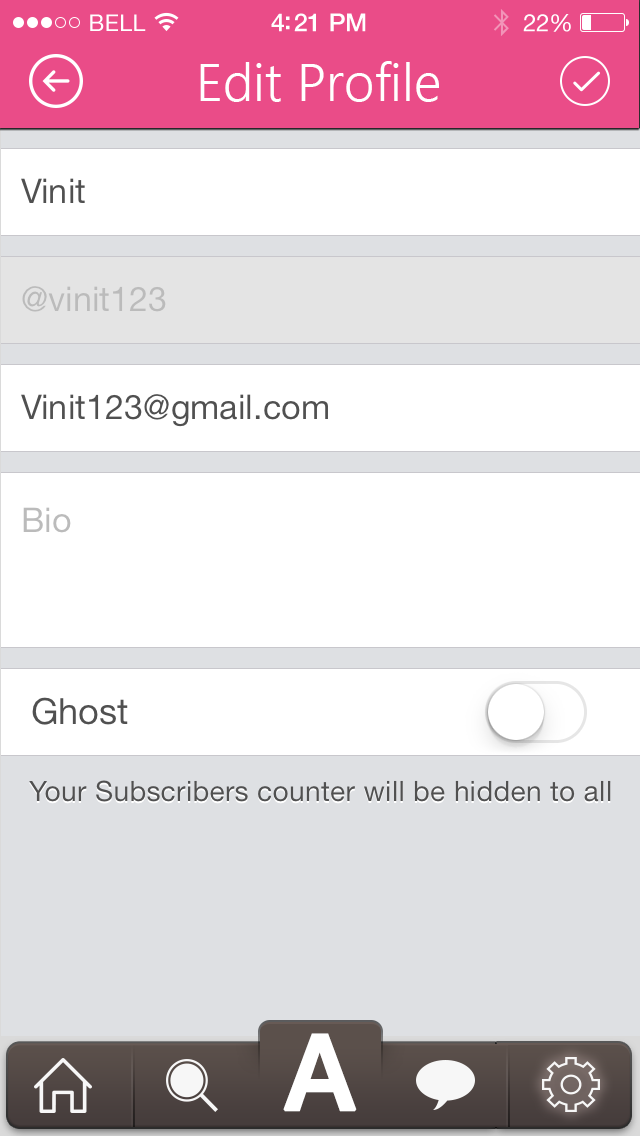 BELL 4:21 PM 22%
Edit Profile
Vinit
@vinit123
Vinit123@gmail.com
Bio
Ghost
Your Subscribers counter will be hidden to all
A